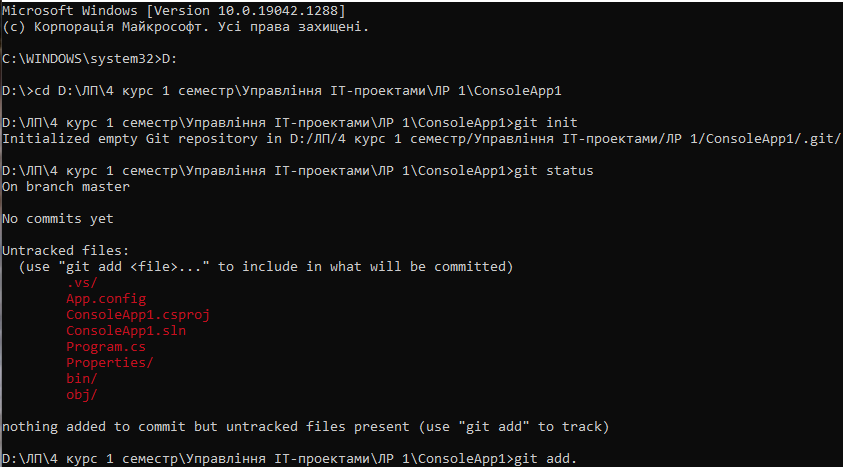 Microsoft Windows [Version 10.0.19042.1288]
(c) Корпорація Майкрософт. Усі права захищені.
C:\WINDOWS\system32>D:
D:\>cd D:\ЛП\4 курс 1 семестр\Управління ІТ-проектами\ЛР 1\ConsoleApp1
D:\ЛП\4 курс 1 семестр\Управління ІТ-проектами\ЛР 1\ConsoleApp1>git init
Initialized empty Git repository in D:/ЛП/4 курс 1 семестр/Управління ІТ-проектами/ЛР 1/ConsoleApp1/.git/
D:\ЛП\4 курс 1 семестр\Управління ІТ-проектами\ЛР 1\ConsoleApp1>git status
On branch master
No commits yet
Untracked files:
(use "git add <file>..." to include in what will be committed)
.vs/
App.config
ConsoleApp1.csproj
ConsoleApp1.sln
Program.cs
Properties/
bin/
obj/
nothing added to commit but untracked files present (use "git add" to track)
D:\ЛП\4 курс 1 семестр\Управління ІТ-проектами\ЛР 1\ConsoleApp1>git add.